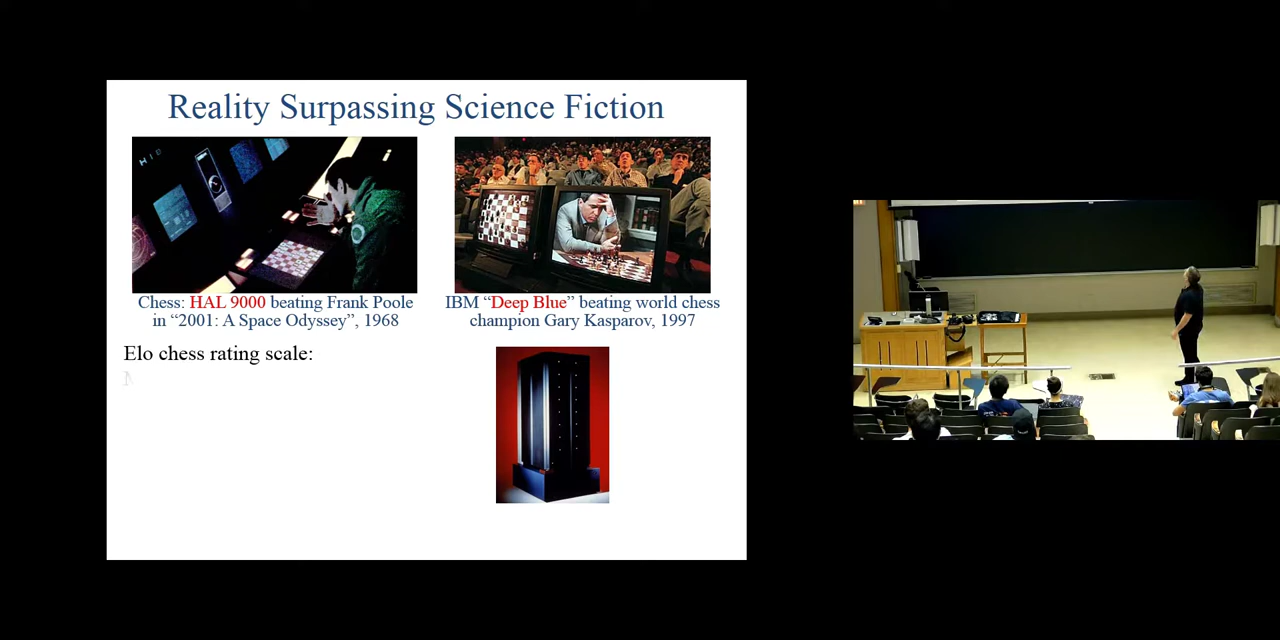 Reality Surpassing Science Fiction
Chess: HAL 9000 beating Frank Poole
in “2001: A Space Odyssey”, 1968
IBM “Deep Blue” beating world chess
champion Gary Kasparov, 1997
Elo chess rating scale: